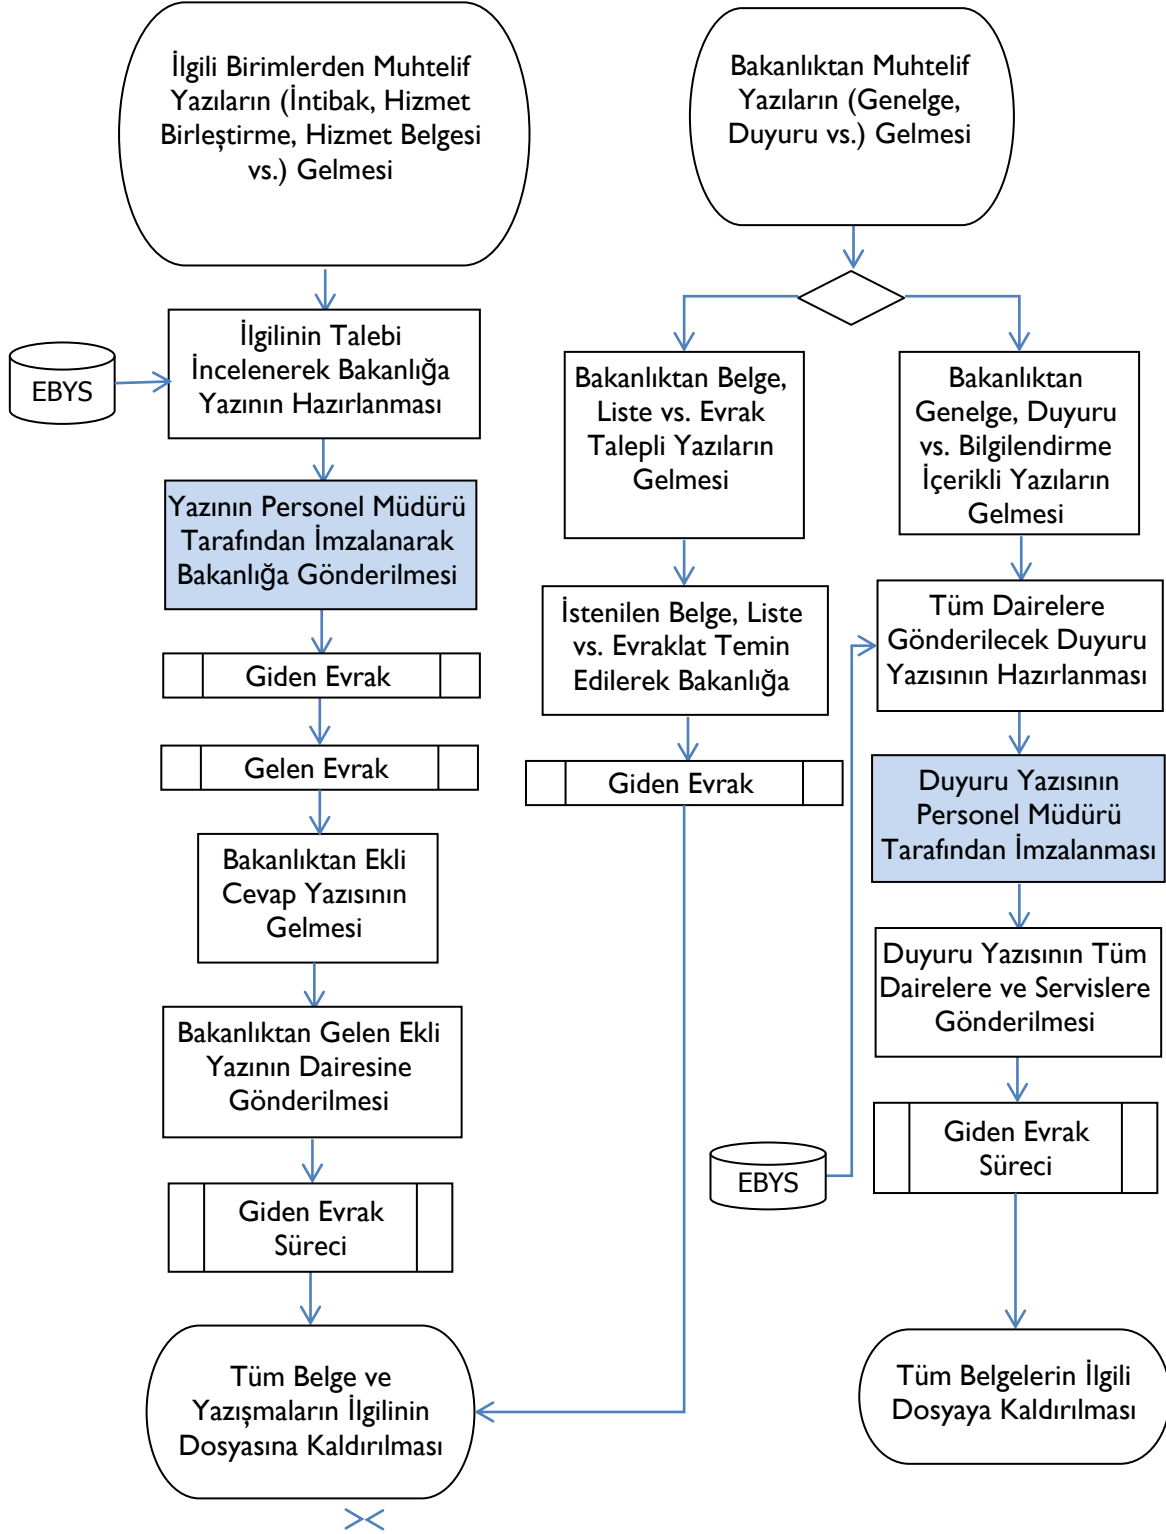 İlgili Birimlerden Muhtelif
Yazıların (İntibak, Hizmet
Birleştirme, Hizmet Belgesi
vs.) Gelmesi
EBYS
İlgilinin Talebi
İncelenerek Bakanlığa
Yazının Hazırlanması
Yazının Personel Müdürü
Tarafından İmzalanarak
Bakanlığa Gönderilmesi
Giden Evrak
Gelen Evrak
Bakanlıktan Ekli
Cevap Yazısının
Gelmesi
Bakanlıktan Gelen Ekli
Yazının Dairesine
Gönderilmesi
Giden Evrak
Süreci
Tüm Belge ve
Yazışmaların İlgilinin
Dosyasına Kaldırılması
Bakanlıktan Muhtelif
Yazıların (Genelge,
Duyuru vs.) Gelmesi
Bakanlıktan Belge,
Liste vs. Evrak
Talepli Yazıların
Gelmesi
İstenilen Belge, Liste
vs. Evraklat Temin
Edilerek Bakanlığa
Giden Evrak
Bakanlıktan
Genelge, Duyuru
vs. Bilgilendirme
İçerikli Yazıların
Gelmesi
Tüm Dairelere
Gönderilecek Duyuru
Yazısının Hazırlanması
EBYS
Duyuru Yazısının
Personel Müdürü
Tarafından İmzalanması
Duyuru Yazısının Tüm
Dairelere ve Servislere
Gönderilmesi
Giden Evrak
Süreci
Tüm Belgelerin İlgili
Dosyaya Kaldırılması